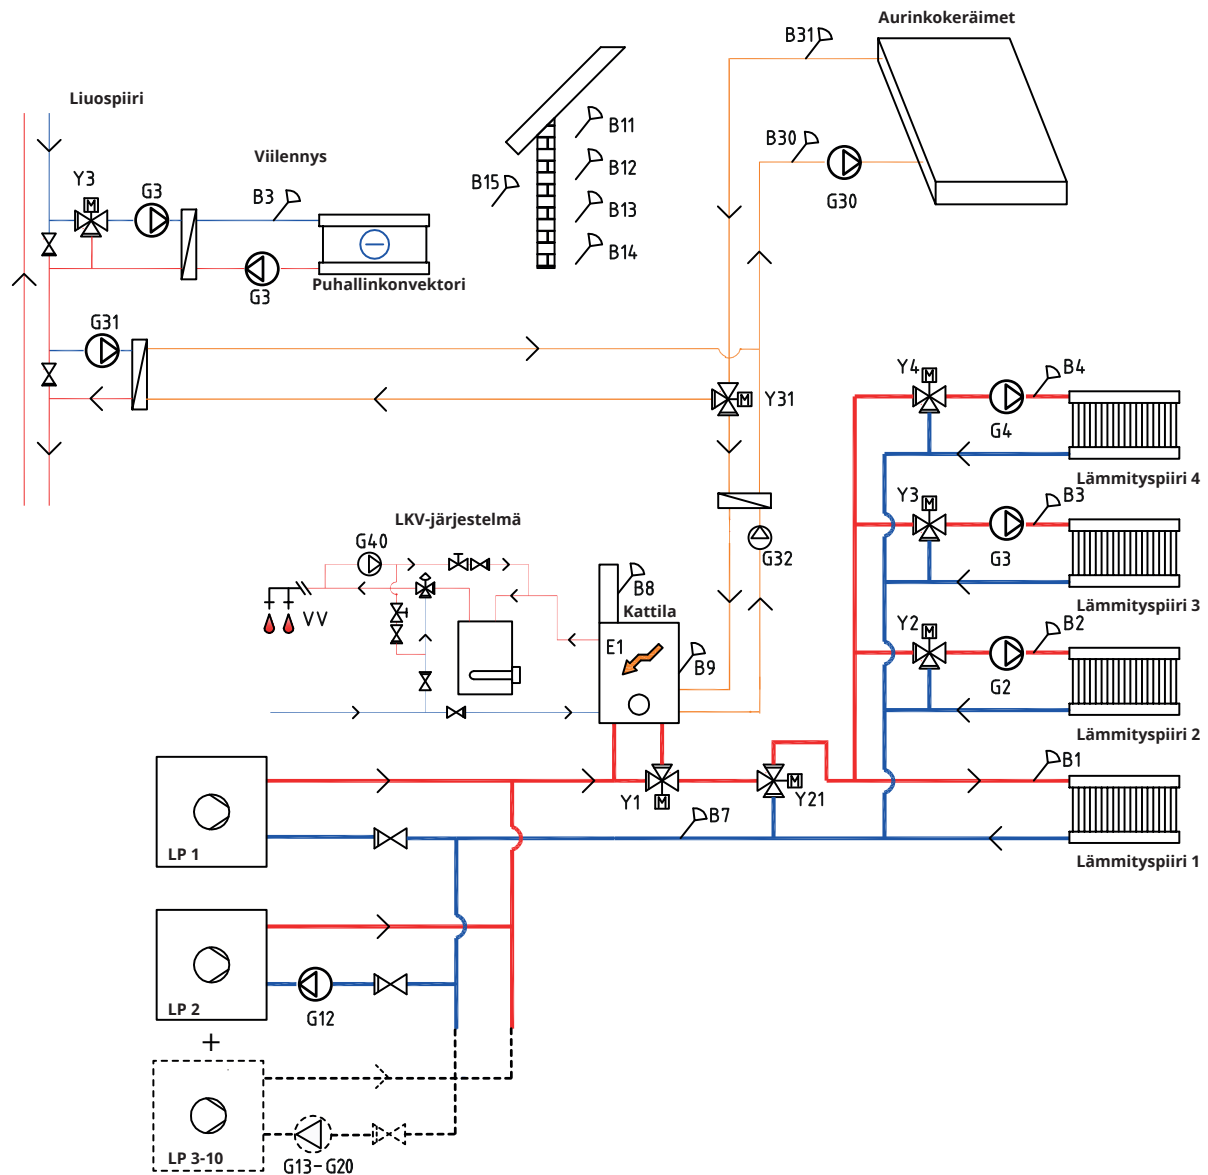 Aurinkokeräimet
B31
Liuospiiri
B11
B30
Viilennys
B12
Y3
G3
B3
B15
G30
B13
B14
G3
Puhallinkonvektori
G31
Y4
B4
Y31
G4
Lämmityspiiri 4
Y3
B3
LKV-järjestelmä
G40
G32
G3
B8
Kattila
Lämmityspiiri 3
VV
Y2
B2
E1
B9
G2
Lämmityspiiri 2
B1
Y1
Y21
B7
LP 1
Lämmityspiiri 1
LP 2
G12
+
LP 3-10
G13-G20